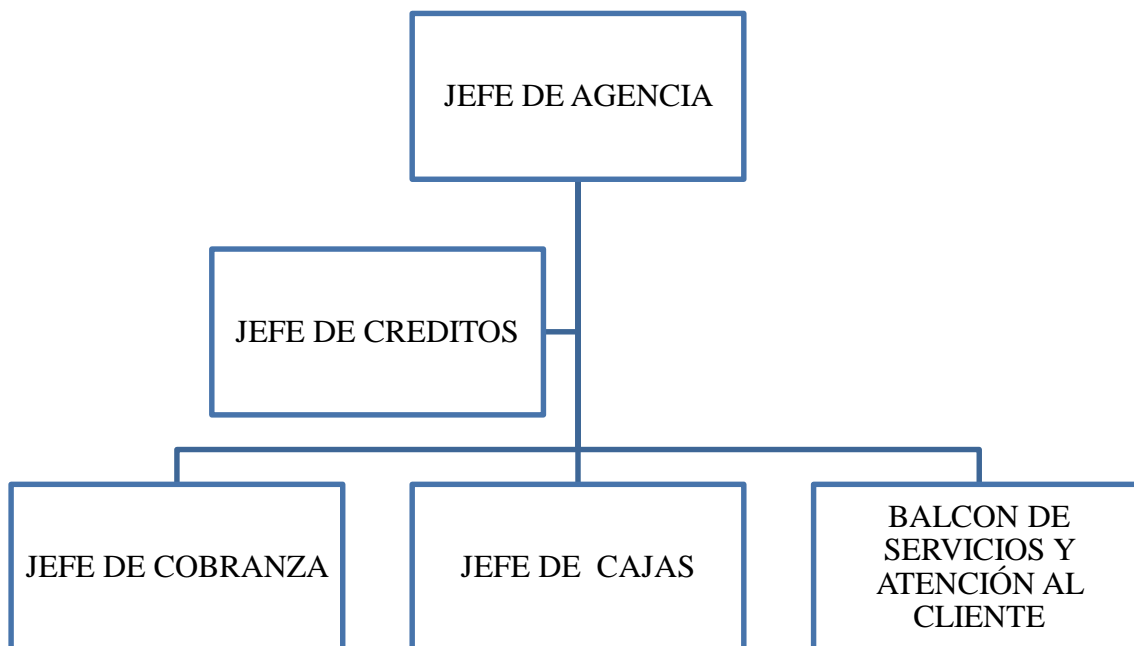 JEFE DE AGENCIA
JEFE DE CREDITOS
JEFE DE COBRANZA
JEFE DE CAJAS
BALCON DE
SERVICIOS Y
ATENCIÓN AL
CLIENTE